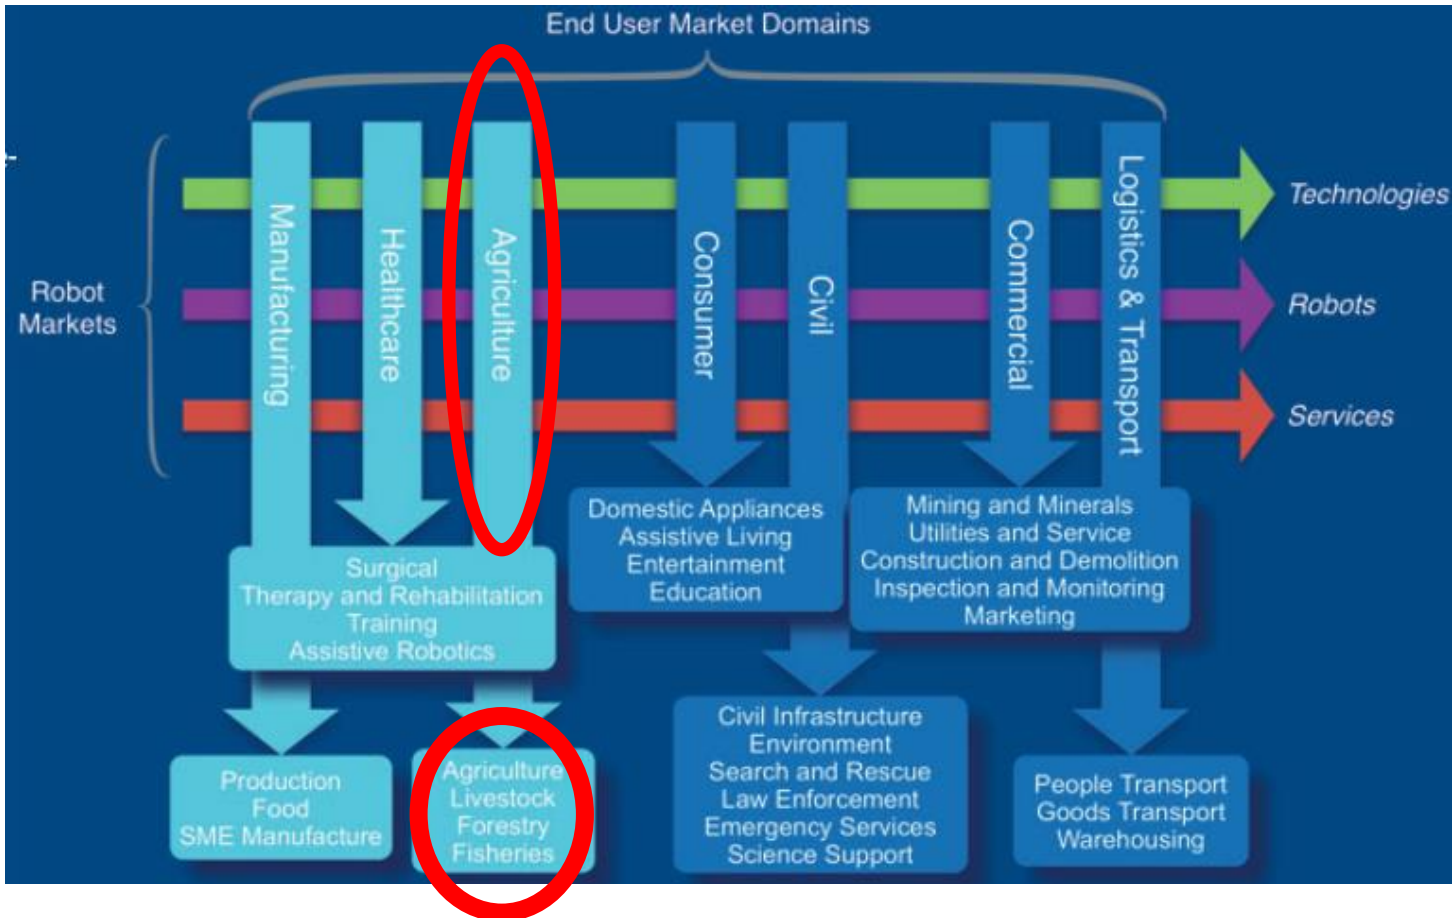 End User Market Domains
Robot
Markets
Manufacturing
Healthcare
Agriculture
Consumer
Civil
Commercial
Logistics & Transport
Technologies
Robots
Services
Surgical
Therapy and Rehabilitation
Training
Assistive Robotics
Domestic Appliances
Assistive Living
Entertainment
Education
Mining and Minerals
Utilities and Service
Construction and Demolition
Inspection and Monitoring
Marketing
Production
Food
SME Manufacture
Agriculture
Livestock
Forestry
Fisheries
Civil Infrastructure
Environment
Search and Rescue
Law Enforcement
Emergency Services
Science Support
People Transport
Goods Transport
Warehousing